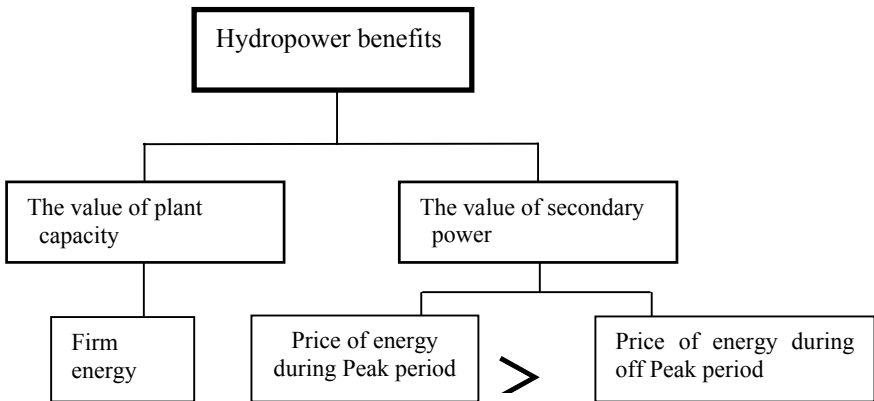 Hydropower benefits
The value of plant
capacity
The value of secondary
power
Firm
energy
Price of energy
during Peak period
>
Price of energy during
off Peak period